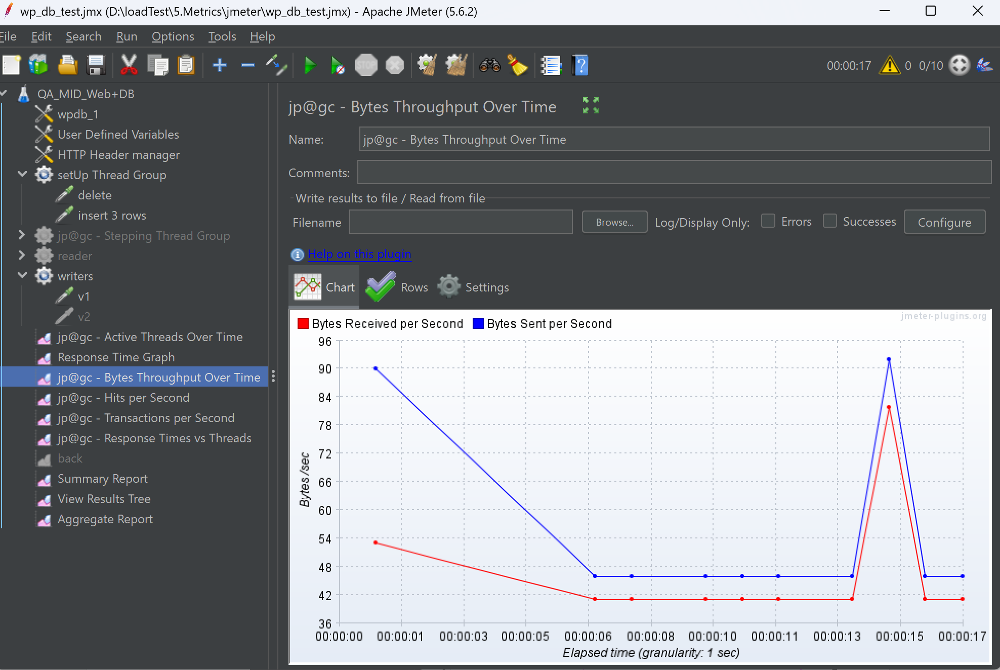 wp_db_test.jmx (D:\loadTest\5.Metrics\jmeter\wp_db_test.jmx) - Apache JMeter (5.6.2)
File Edit Search Run Options Tools Help
STOP
?
00:00:17 0 0/10
QA_MID_Web+DB
wpdb_1
User Defined Variables
HTTP Header manager
setUp Thread Group
delete
insert 3 rows
jp@gc - Stepping Thread Group
reader
writers
v1
v2
jp@gc - Active Threads Over Time
Response Time Graph
jp@gc - Bytes Throughput Over Time
jp@gc - Hits per Second
jp@gc - Transactions per Second
jp@gc - Response Times vs Threads
back
Summary Report
View Results Tree
Aggregate Report
jp@gc - Bytes Throughput Over Time
Name: jp@gc - Bytes Throughput Over Time
Comments:
Write results to file / Read from file
Filename Browse... Log/Display Only: Errors Successes Configure
Help on this plugin
Chart Rows Settings
jmeter-plugins.org
Bytes Received per Second Bytes Sent per Second
96
90
84
78
72
66
60
54
48
42
36
Bytes /sec
00:00:00 00:00:01 00:00:03 00:00:05 00:00:06 00:00:08 00:00:10 00:00:11 00:00:13 00:00:15 00:00:17
Elapsed time (granularity: 1 sec)